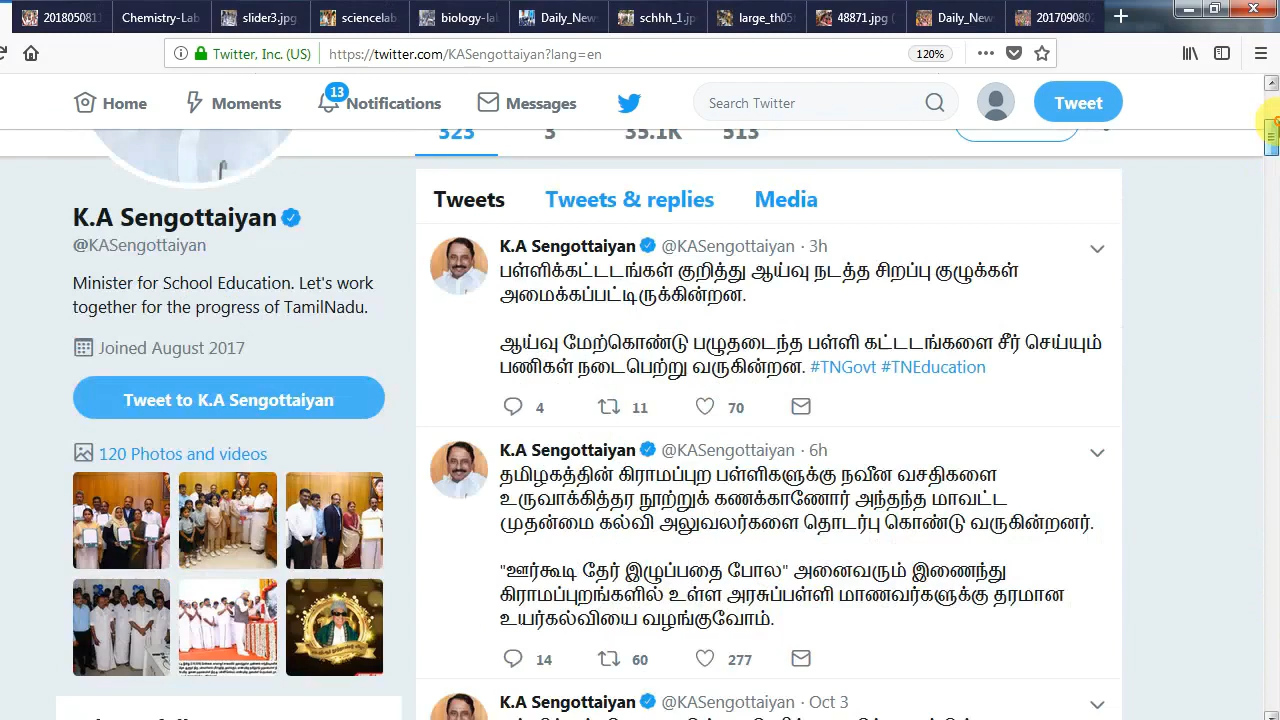 2018050811
Chemistry-Lab
slider3.jpg
sciencelab
biology-la
Daily_New
schhh_1.jp
large_th05
48871.jpg (
Daily_New
2017090802
Twitter, Inc. (US)
https://twitter.com/KASengottaiyan?lang=en
120%
Home
Moments
13
Notifications
Messages
Search Twitter
Tweet
323 3 35.1K 513
K.A Sengottaiyan
@KASengottaiyan
Minister for School Education. Let's work
together for the progress of TamilNadu.
Joined August 2017
Tweet to K.A Sengottaiyan
120 Photos and videos
Tweets Tweets & replies Media
K.A Sengottaiyan @KASengottaiyan · 3h
பள்ளிக்கட்டடங்கள் குறித்து ஆய்வு நடத்த சிறப்பு குழுக்கள்
அமைக்கப்பட்டிருக்கின்றன.
ஆய்வு மேற்கொண்டு பழுதடைந்த பள்ளி கட்டடங்களை சீர் செய்யும்
பணிகள் நடைபெற்று வருகின்றன. #TNGovt #TNEducation
4 11 70
K.A Sengottaiyan @KASengottaiyan · 6h
தமிழகத்தின் கிராமப்புற பள்ளிகளுக்கு நவீன வசதிகளை
உருவாக்கித்தர நூற்றுக் கணக்காணோர் அந்தந்த மாவட்ட
முதன்மை கல்வி அலுவலர்களை தொடர்பு கொண்டு வருகின்றனர்.
"ஊர்கூடி தேர் இழுப்பதை போல" அனைவரும் இணைந்து
கிராமப்புறங்களில் உள்ள அரசுப்பள்ளி மாணவர்களுக்கு தரமான
உயர்கல்வியை வழங்குவோம்.
14 60 277
K.A Sengottaiyan @KASengottaiyan · Oct 3